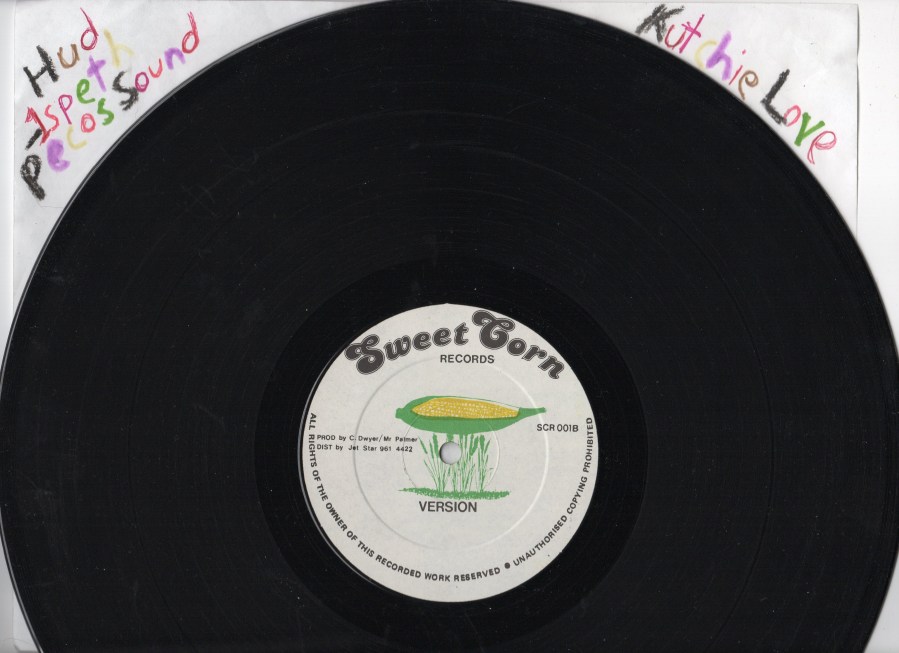 Hud
-1speth
Pecos Sound
Kutchie Love
Sweet Corn
RECORDS
SCR 001B
PROD by C. Dwyer/Mr Palmer
DIST by Jet Star 961 4422
VERSION
ALL RIGHTS OF THE OWNER OF THIS RECORDED WORK RESERVED ● UNAUTHORISED COPYING PROHIBITED